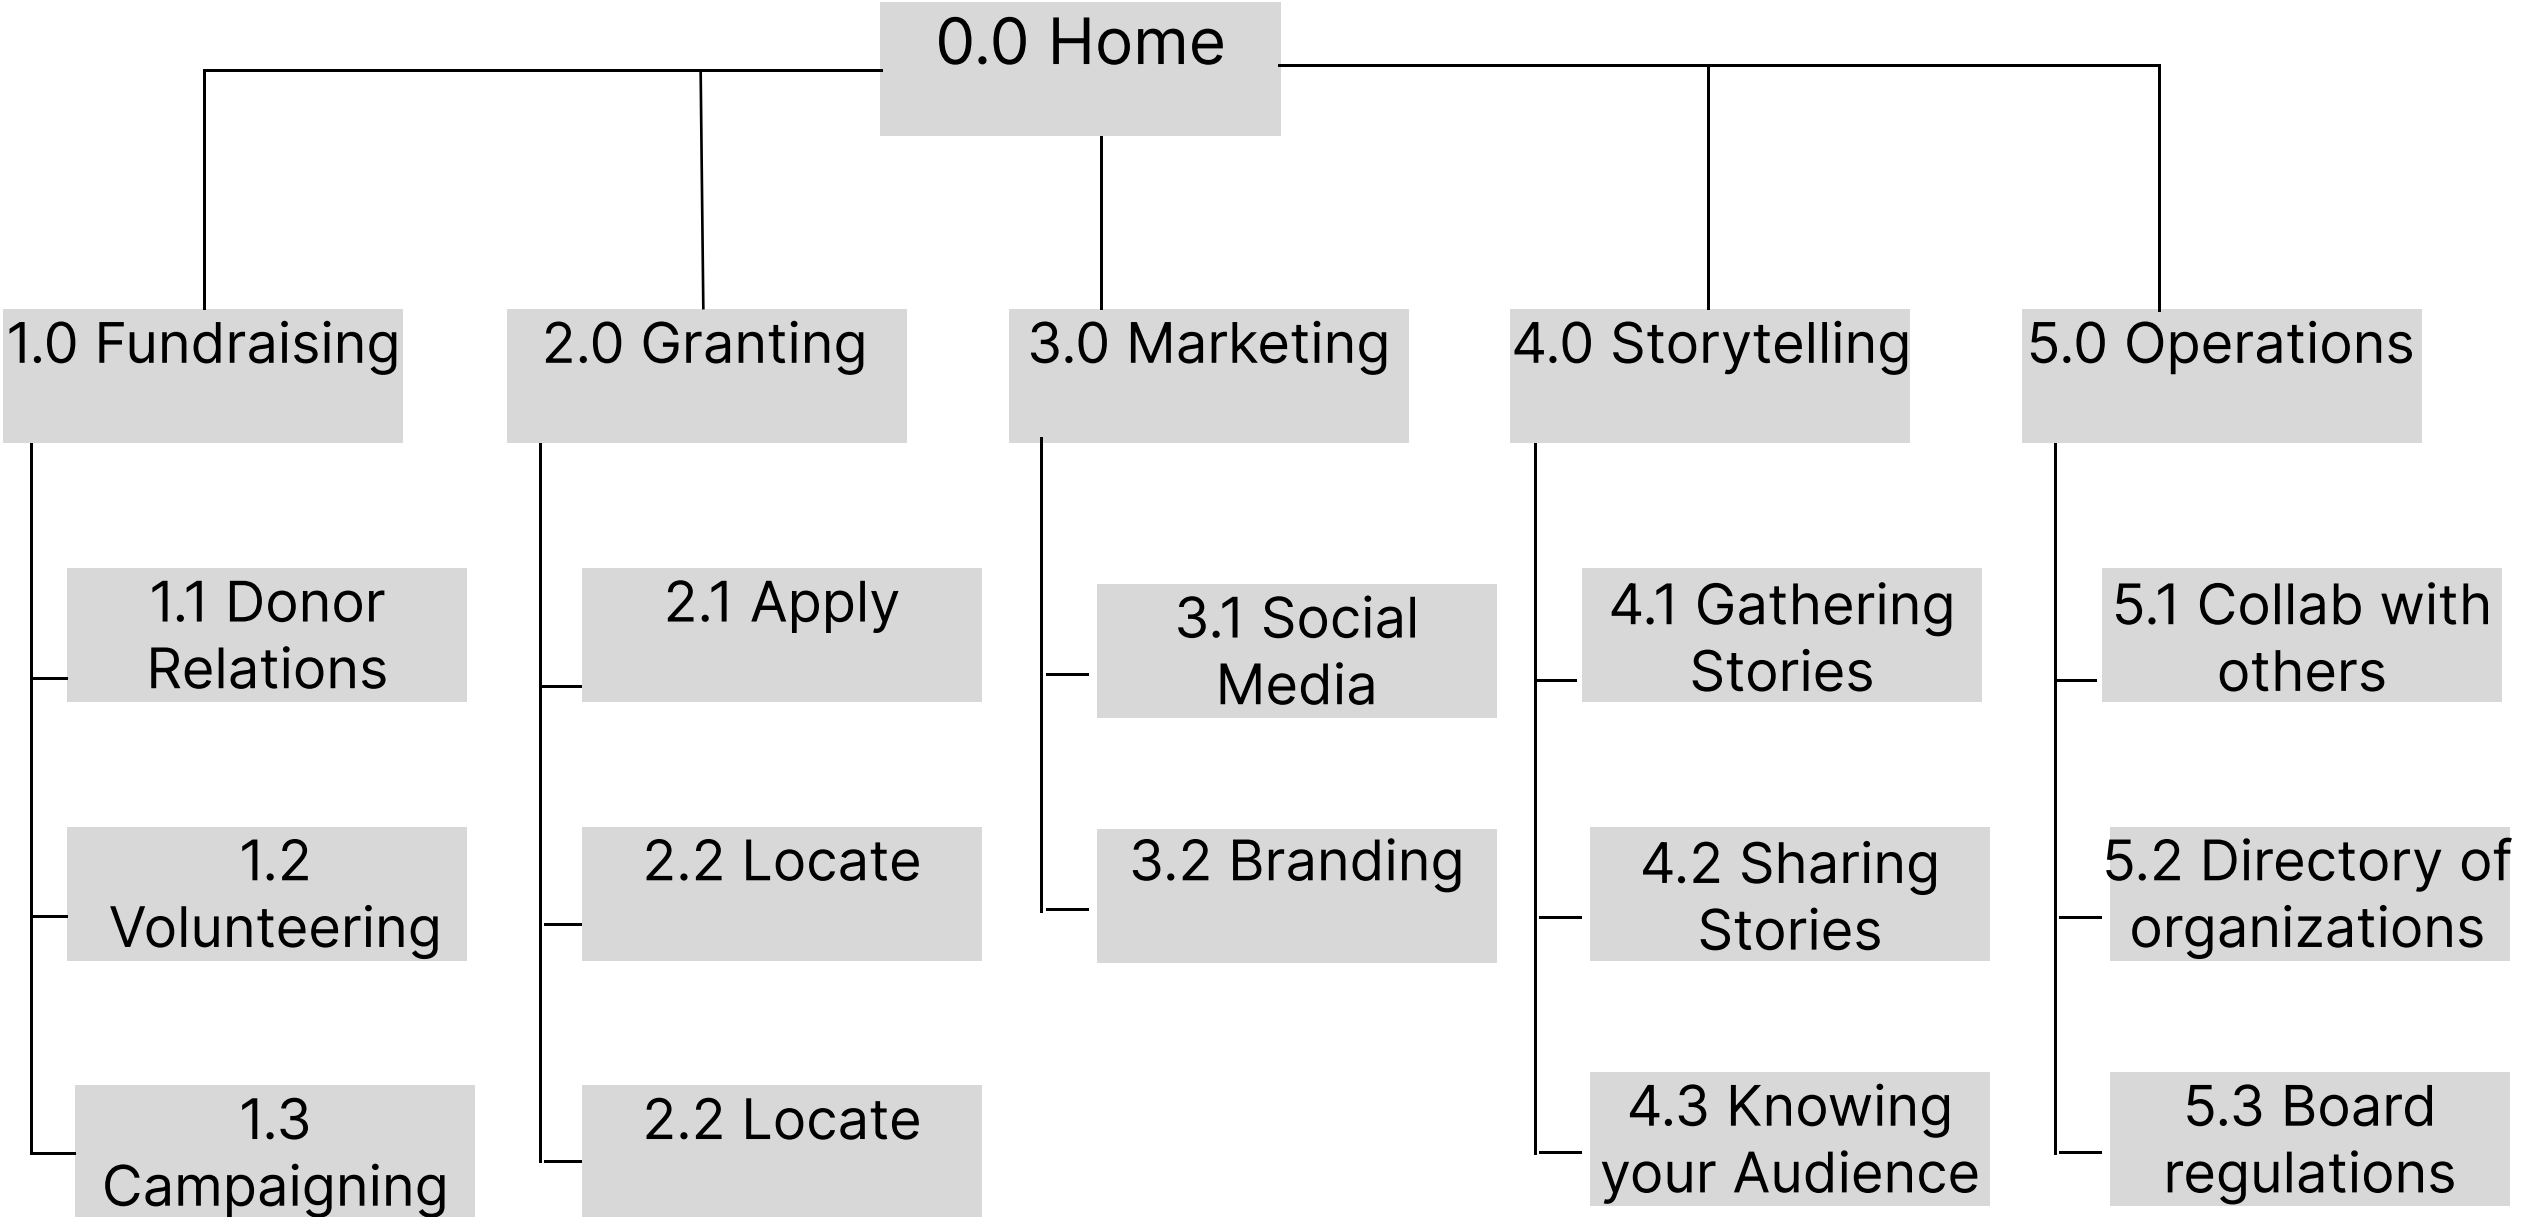 0.0 Home
1.0 Fundraising
2.0 Granting
3.0 Marketing
4.0 Storytelling
5.0 Operations
1.1 Donor
Relations
2.1 Apply
3.1 Social
Media
4.1 Gathering
Stories
5.1 Collab with
others
1.2
Volunteering
2.2 Locate
3.2 Branding
4.2 Sharing
Stories
5.2 Directory of
organizations
1.3
Campaigning
2.2 Locate
4.3 Knowing
your Audience
5.3 Board
regulations